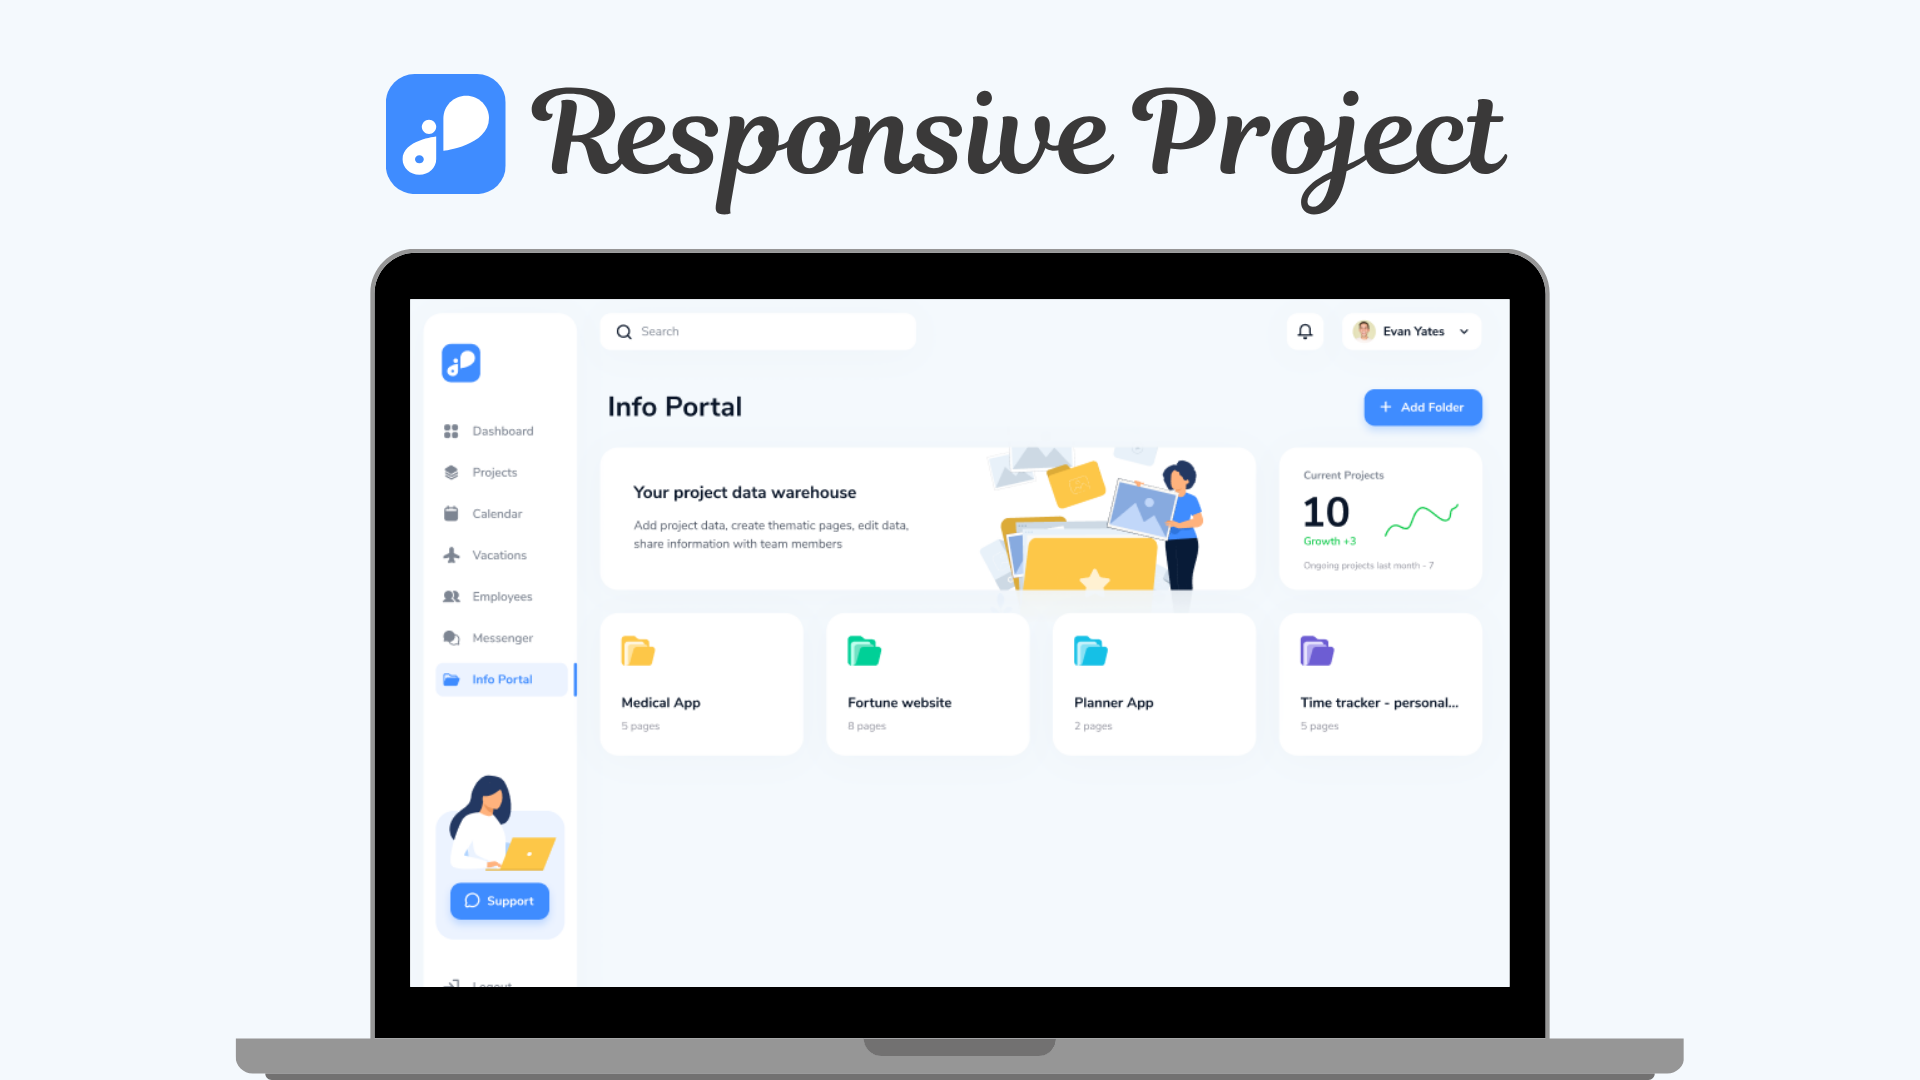 Responsive Project
Search
Evan Yates
Info Portal
Add Folder
Dashboard
Projects
Calendar
Vacations
Employees
Messenger
Info Portal
Support
Logout
Your project data warehouse
Add project data, create thematic pages, edit data,
share information with team members
Current Projects
10
Growth +3
Ongoing projects last month - 7
Medical App
5 pages
Fortune website
8 pages
Planner App
2 pages
Time tracker - personal...
5 pages